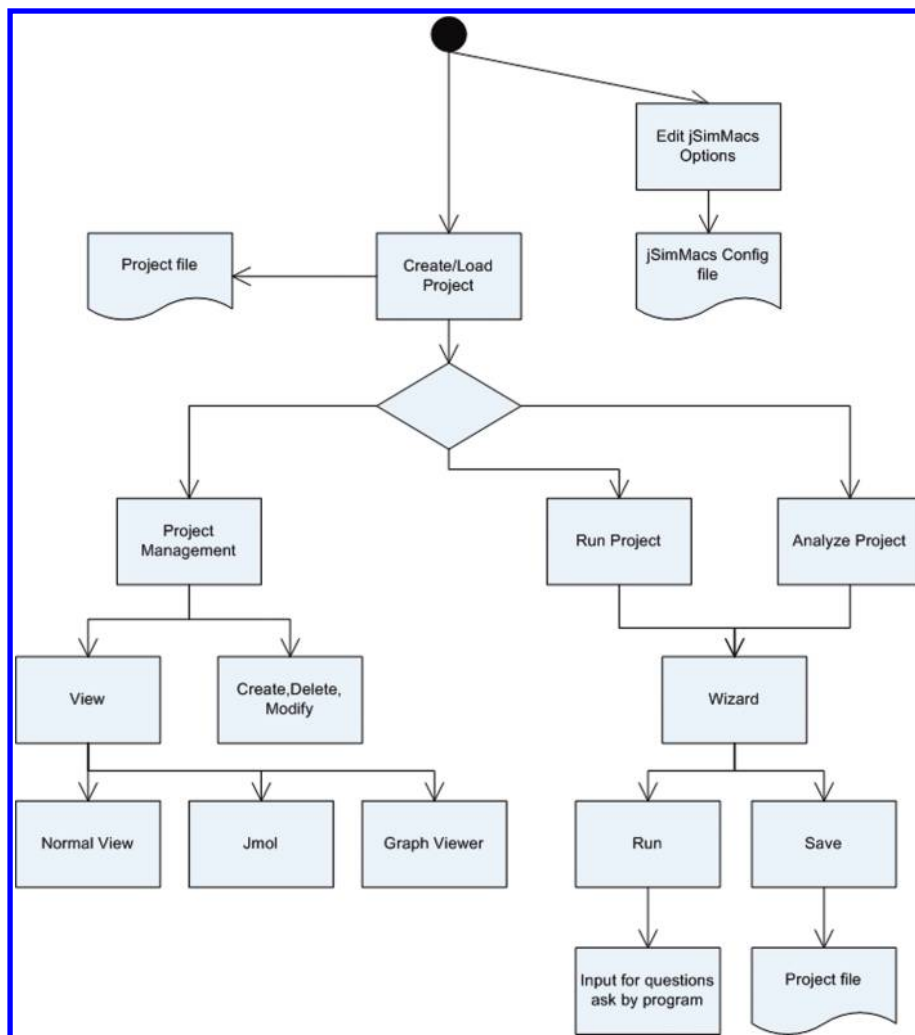 Edit jSimMacs
Options
Project file
Create/Load
Project
jSimMacs Config
file
Project
Management
Run Project
Analyze Project
View
Create,Delete,
Modify
Wizard
Normal View
Jmol
Graph Viewer
Run
Save
Input for questions
ask by program
Project file